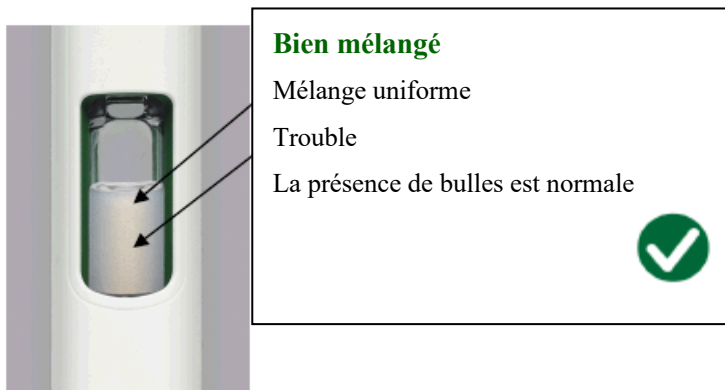 Bien mélangé
Mélange uniforme
Trouble
La présence de bulles est normale